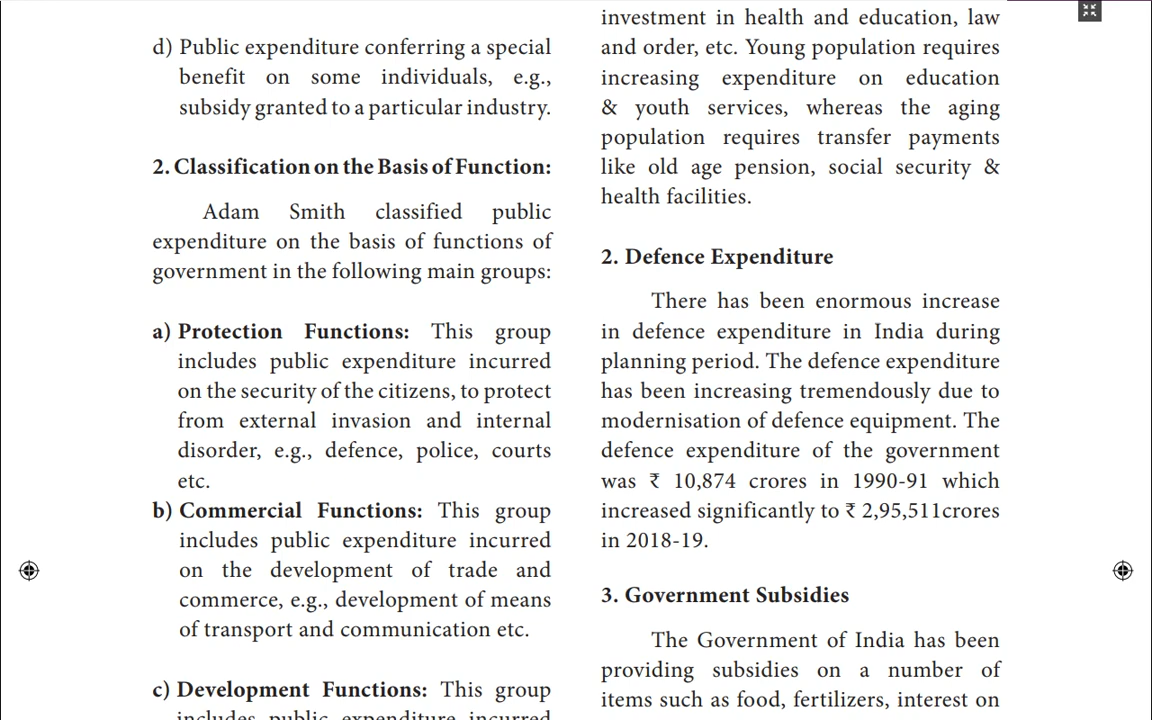 d) Public expenditure conferring a special
benefit on some individuals, e.g.,
subsidy granted to a particular industry.
2. Classification on the Basis of Function:
Adam Smith classified public
expenditure on the basis of functions of
government in the following main groups:
a) Protection Functions: This group
includes public expenditure incurred
on the security of the citizens, to protect
from external invasion and internal
disorder, e.g., defence, police, courts
etc.
b) Commercial Functions: This group
includes public expenditure incurred
on the development of trade and
commerce, e.g., development of means
of transport and communication etc.
c) Development Functions: This group
includes public expenditure incurred
investment in health and education, law
and order, etc. Young population requires
increasing expenditure on education
& youth services, whereas the aging
population requires transfer payments
like old age pension, social security &
health facilities.
2. Defence Expenditure
There has been enormous increase
in defence expenditure in India during
planning period. The defence expenditure
has been increasing tremendously due to
modernisation of defence equipment. The
defence expenditure of the government
was ₹ 10,874 crores in 1990-91 which
increased significantly to ₹ 2,95,511crores
in 2018-19.
3. Government Subsidies
The Government of India has been
providing subsidies on a number of
items such as food, fertilizers, interest on